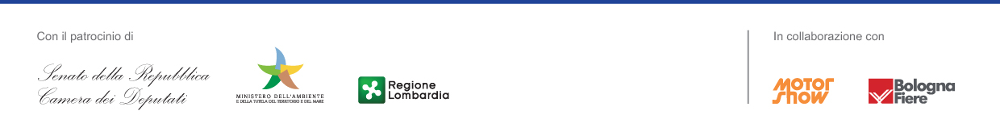 Con il patrocinio di
Senato della Repubblica
Camera dei Deputati
MINISTERO DELL'AMBIENTE
E DELLA TUTELA DEL TERRITORIO E DEL MARE
Regione
Lombardia
In collaborazione con
MOTOR
SHOW
Bologna
Fiere